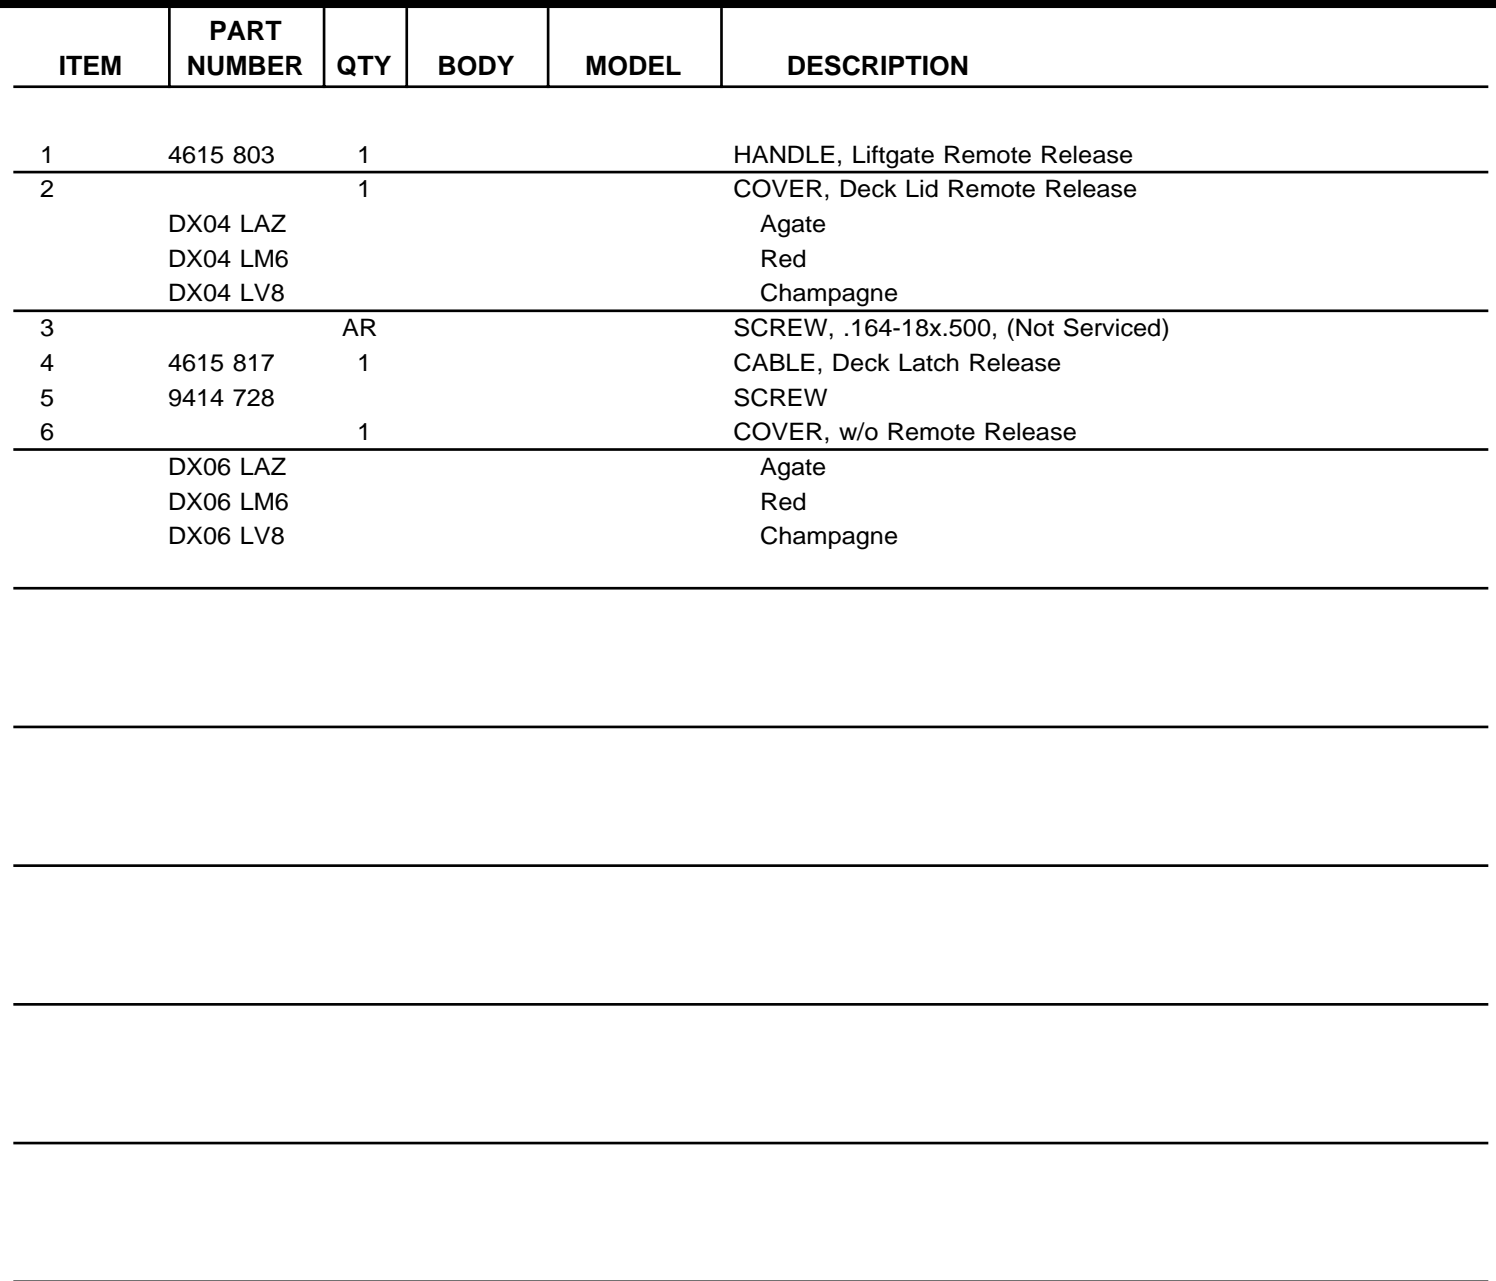 PART
ITEM NUMBER QTY BODY MODEL DESCRIPTION
1 4615 803 1 HANDLE, Liftgate Remote Release
2 1 COVER, Deck Lid Remote Release
DX04 LAZ Agate
DX04 LM6 Red
DX04 LV8 Champagne
3 AR SCREW, .164-18x.500, (Not Serviced)
4 4615 817 1 CABLE, Deck Latch Release
5 9414 728 SCREW
6 1 COVER, w/o Remote Release
DX06 LAZ Agate
DX06 LM6 Red
DX06 LV8 Champagne